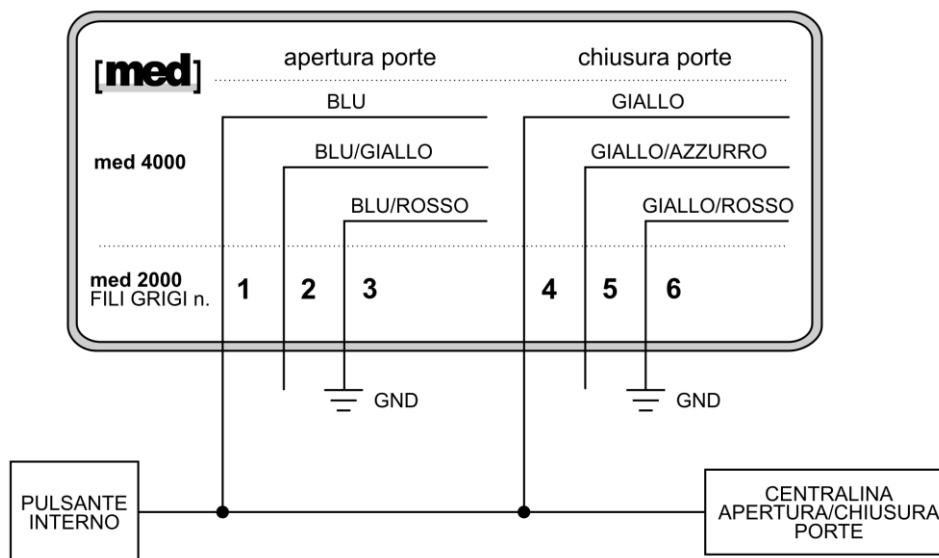 [med]
apertura porte
chiusura porte
BLU
GIALLO
med 4000
BLU/GIALLO
GIALLO/AZZURRO
BLU/ROSSO
GIALLO/ROSSO
med 2000
FILI GRIGI n.
1 2 3 4 5 6
GND
GND
PULSANTE
INTERNO
CENTRALINA
APERTURA/CHIUSURA
PORTE